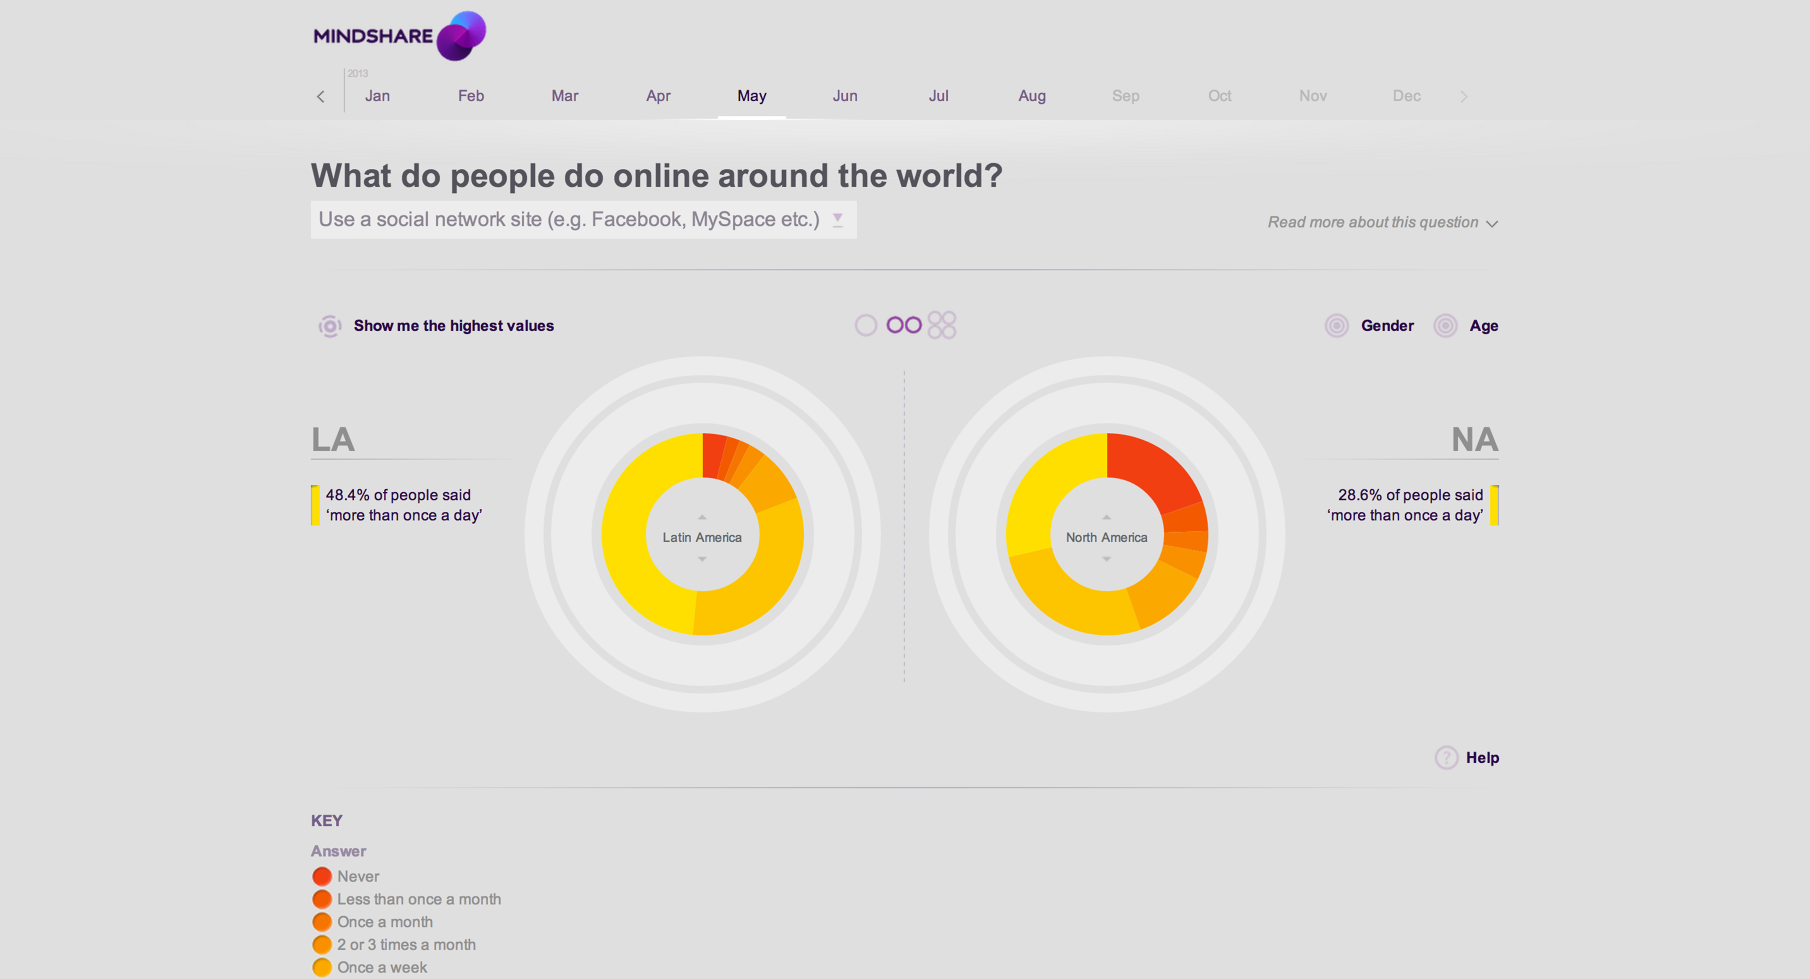 MINDSHARE
2013
Jan Feb Mar Apr May Jun Jul Aug Sep Oct Nov Dec
What do people do online around the world?
Use a social network site (e.g. Facebook, MySpace etc.)
Read more about this question
Show me the highest values
Gender Age
LA
48.4% of people said
‘more than once a day’
Latin America
North America
NA
28.6% of people said
‘more than once a day’
? Help
KEY
Answer
Never
Less than once a month
Once a month
2 or 3 times a month
Once a week